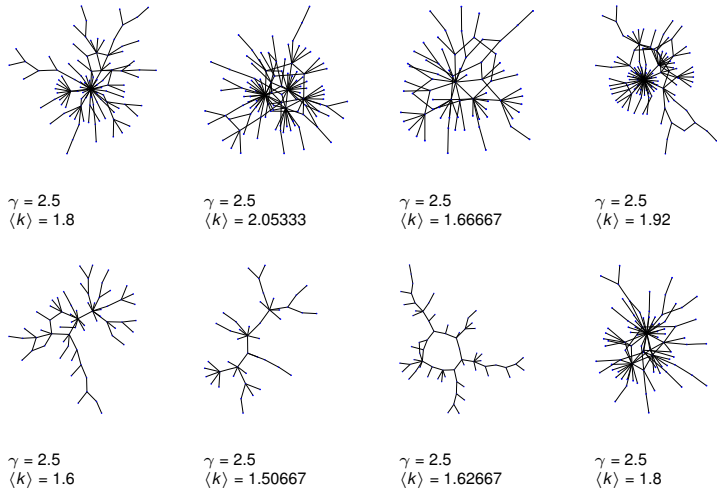 γ = 2.5
⟨k⟩ = 1.8
γ = 2.5
⟨k⟩ = 2.05333
γ = 2.5
⟨k⟩ = 1.66667
γ = 2.5
⟨k⟩ = 1.92
γ = 2.5
⟨k⟩ = 1.6
γ = 2.5
⟨k⟩ = 1.50667
γ = 2.5
⟨k⟩ = 1.62667
γ = 2.5
⟨k⟩ = 1.8